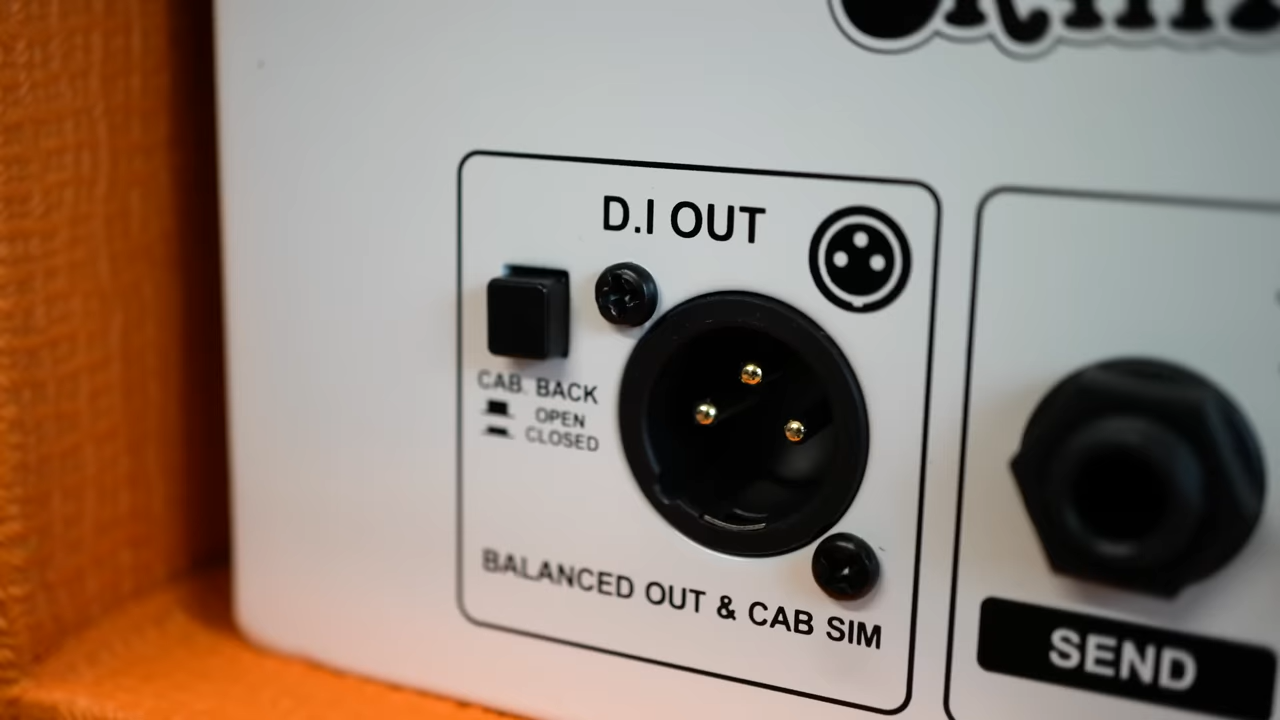 D.I OUT
CAB. BACK
OPEN
CLOSED
BALANCED OUT & CAB SIM
SEND